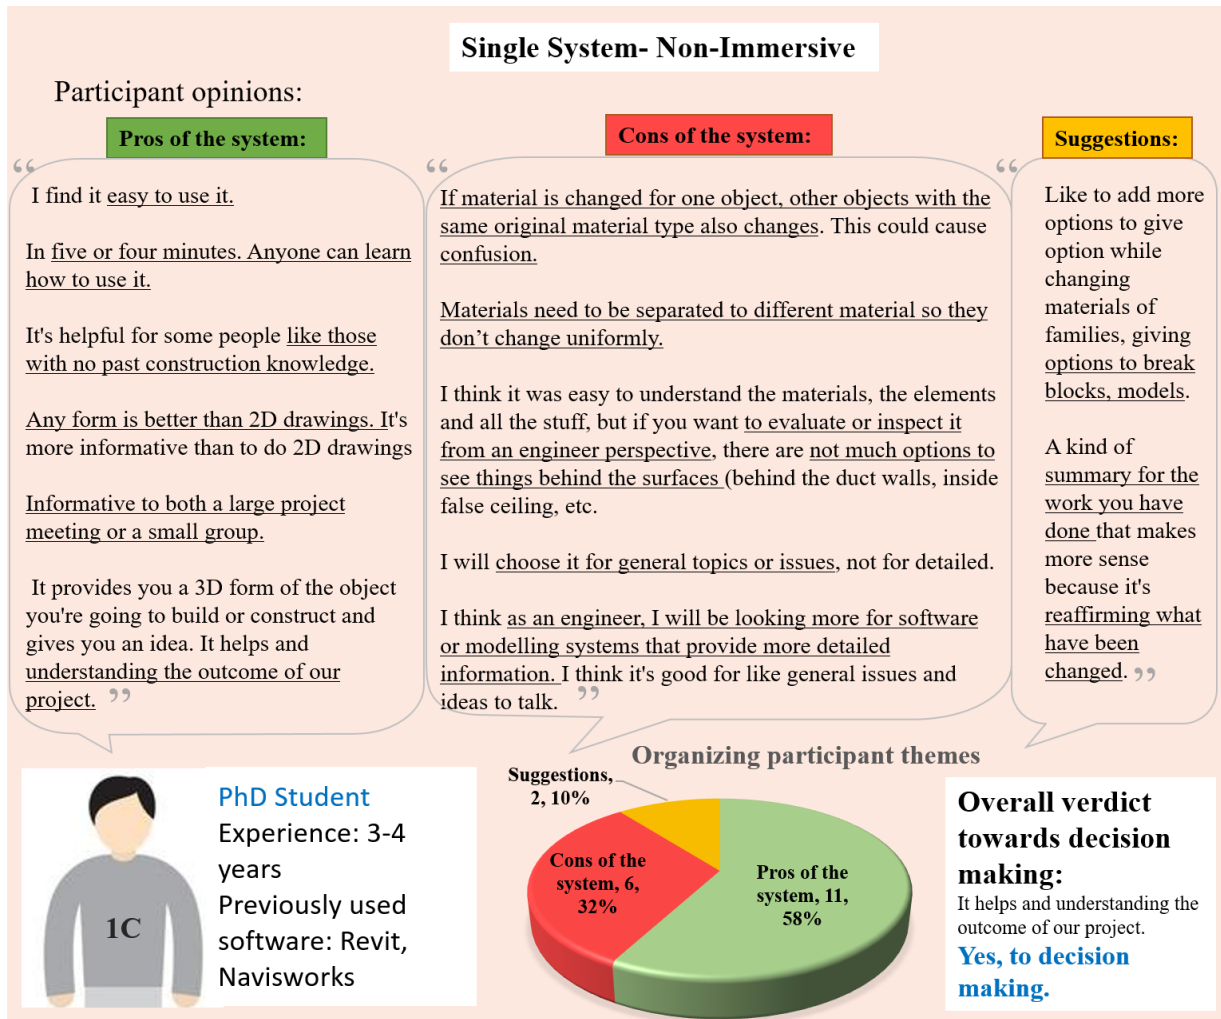 Single System- Non-Immersive
Participant opinions:
Pros of the system:
“
I find it easy to use it.
In five or four minutes. Anyone can learn
how to use it.
It's helpful for some people like those
with no past construction knowledge.
Any form is better than 2D drawings. It's
more informative than to do 2D drawings
Informative to both a large project
meeting or a small group.
It provides you a 3D form of the object
you're going to build or construct and
gives you an idea. It helps and
understanding the outcome of our
project. ”
Cons of the system:
“
If material is changed for one object, other objects with the
same original material type also changes. This could cause
confusion.
Materials need to be separated to different material so they
don’t change uniformly.
I think it was easy to understand the materials, the elements
and all the stuff, but if you want to evaluate or inspect it
from an engineer perspective, there are not much options to
see things behind the surfaces (behind the duct walls, inside
false ceiling, etc.
I will choose it for general topics or issues, not for detailed.
I think as an engineer, I will be looking more for software
or modelling systems that provide more detailed
information. I think it's good for like general issues and
ideas to talk. ”
Suggestions:
“
Like to add more
options to give
option while
changing
materials of
families, giving
options to break
blocks, models.
A kind of
summary for the
work you have
done that makes
more sense
because it's
reaffirming what
have been
changed. ”
1C
PhD Student
Experience: 3-4
years
Previously used
software: Revit,
Navisworks
Organizing participant themes
Suggestions,
2, 10%
Cons of the
system, 6,
32%
Pros of the
system, 11,
58%
Overall verdict
towards decision
making:
It helps and understanding the
outcome of our project.
Yes, to decision
making.